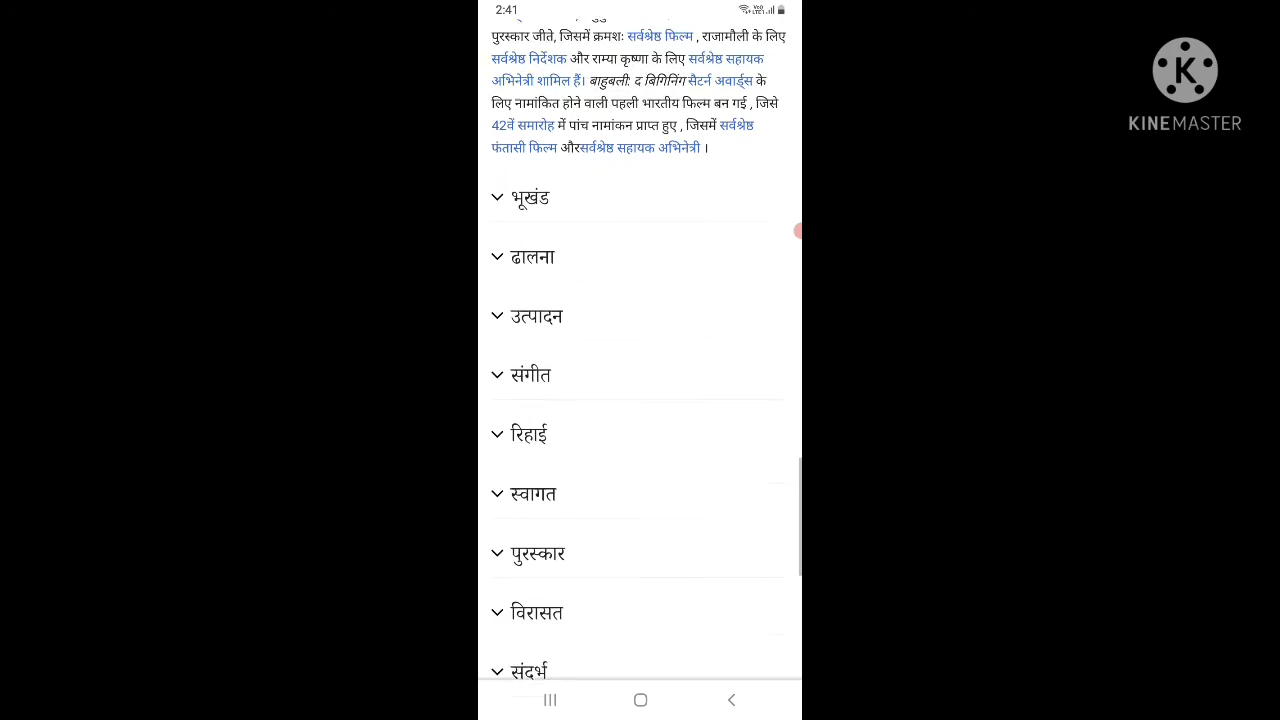 2:41
पुरस्कार जीते, जिसमें क्रमशः सर्वश्रेष्ठ फिल्म , राजामौली के लिए
सर्वश्रेष्ठ निर्देशक और राम्या कृष्णा के लिए सर्वश्रेष्ठ सहायक
अभिनेत्री शामिल हैं। बाहुबली: द बिगिनिंग सैटर्न अवार्ड्स के
लिए नामांकित होने वाली पहली भारतीय फिल्म बन गई , जिसे
42वें समारोह में पांच नामांकन प्राप्त हुए , जिसमें सर्वश्रेष्ठ
फंतासी फिल्म औरसर्वश्रेष्ठ सहायक अभिनेत्री ।
भूखंड
ढालना
उत्पादन
संगीत
रिहाई
स्वागत
पुरस्कार
विरासत
संदर्भ
K
KINEMASTER